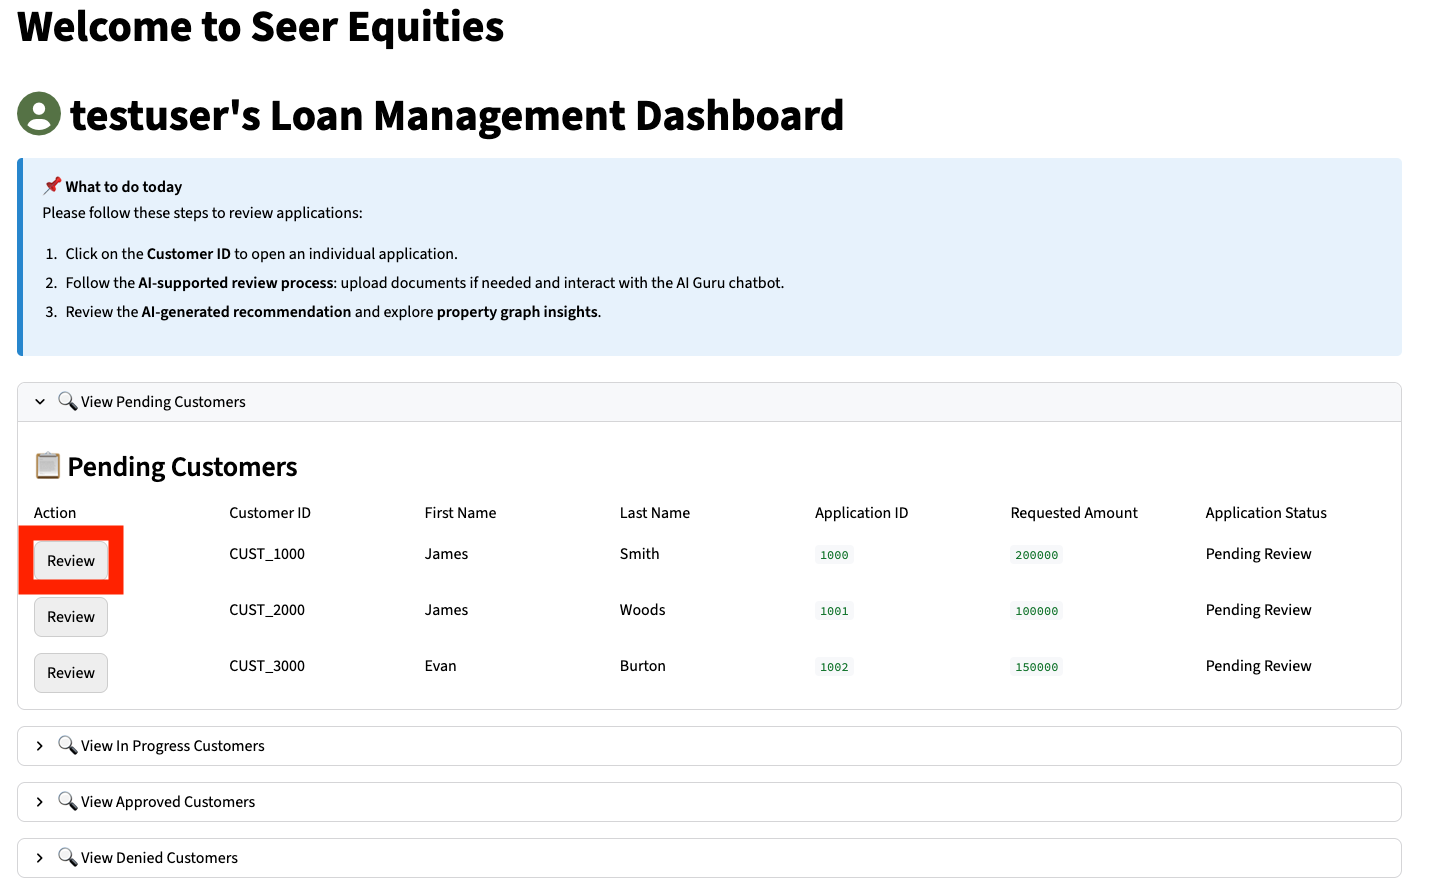 Welcome to Seer Equities
testuser's Loan Management Dashboard
What to do today
Please follow these steps to review applications:
1. Click on the Customer ID to open an individual application.
2. Follow the AI-supported review process: upload documents if needed and interact with the AI Guru chatbot.
3. Review the AI-generated recommendation and explore property graph insights.
View Pending Customers
Pending Customers
Action Customer ID First Name Last Name Application ID Requested Amount Application Status
Review CUST_1000 James Smith 1000 200000 Pending Review
Review CUST_2000 James Woods 1001 100000 Pending Review
Review CUST_3000 Evan Burton 1002 150000 Pending Review
View In Progress Customers
View Approved Customers
View Denied Customers